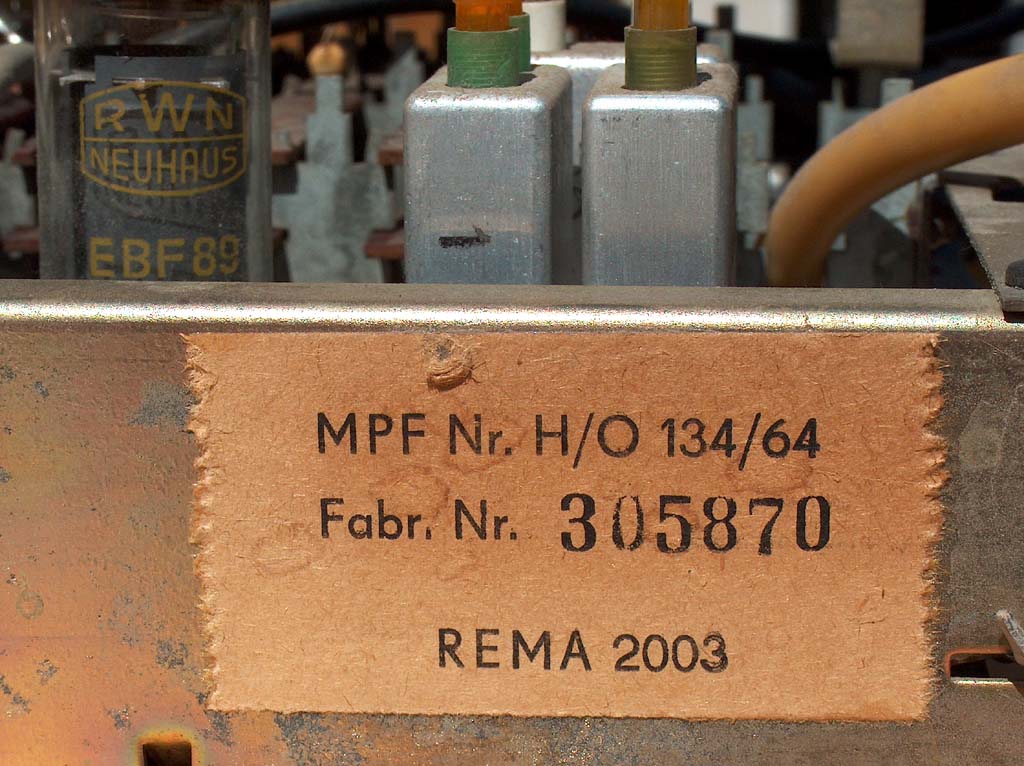 RWN
NEUHAUS
EBF89
MPF Nr. H/O 134/64
Fabr. Nr. 305870
REMA 2003